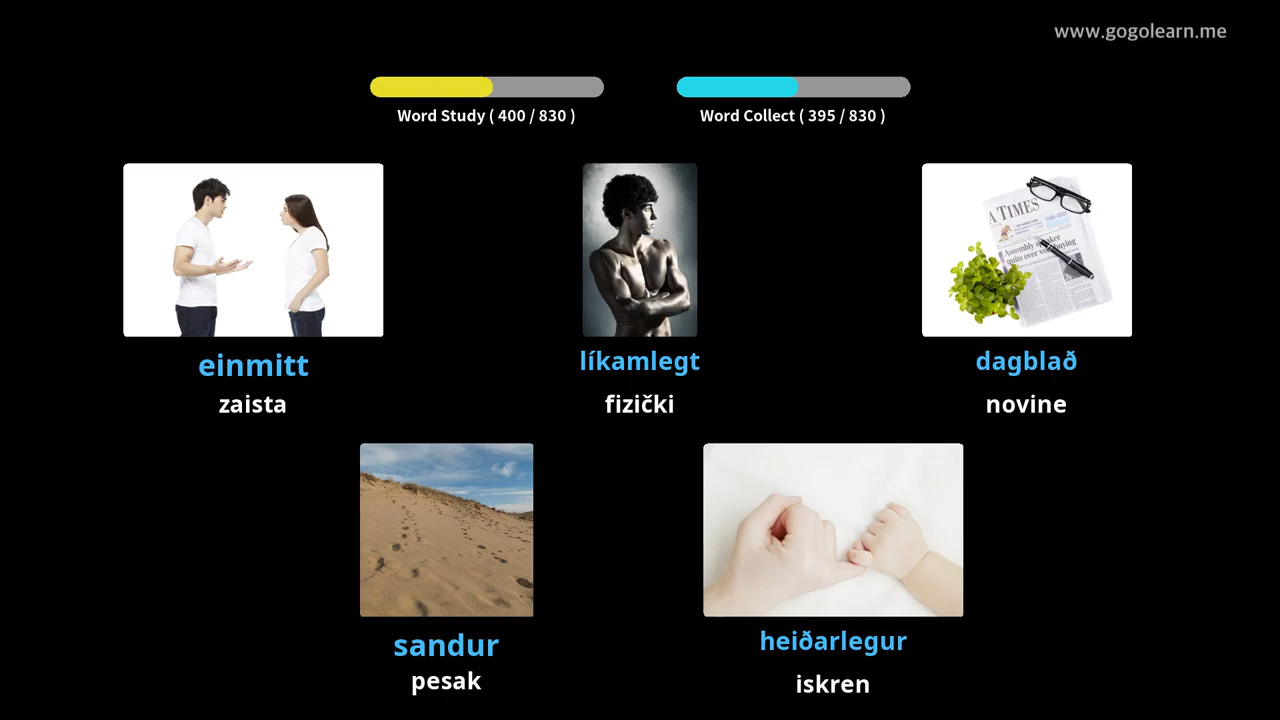 www.gogolearn.me
Word Study ( 400 / 830 )
Word Collect ( 395 / 830 )
A TIMES
einmitt
zaista
líkamlegt
fizički
dagblað
novine
sandur
pesak
heiðarlegur
iskren